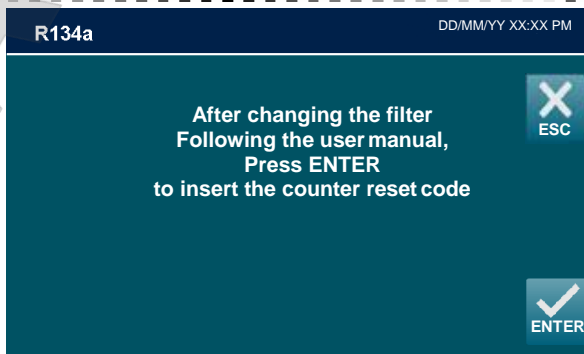 R134a
DD/MM/YY XX:XX PM
After changing the filter
Following the user manual,
Press ENTER
to insert the counter reset code
ESC
ENTER